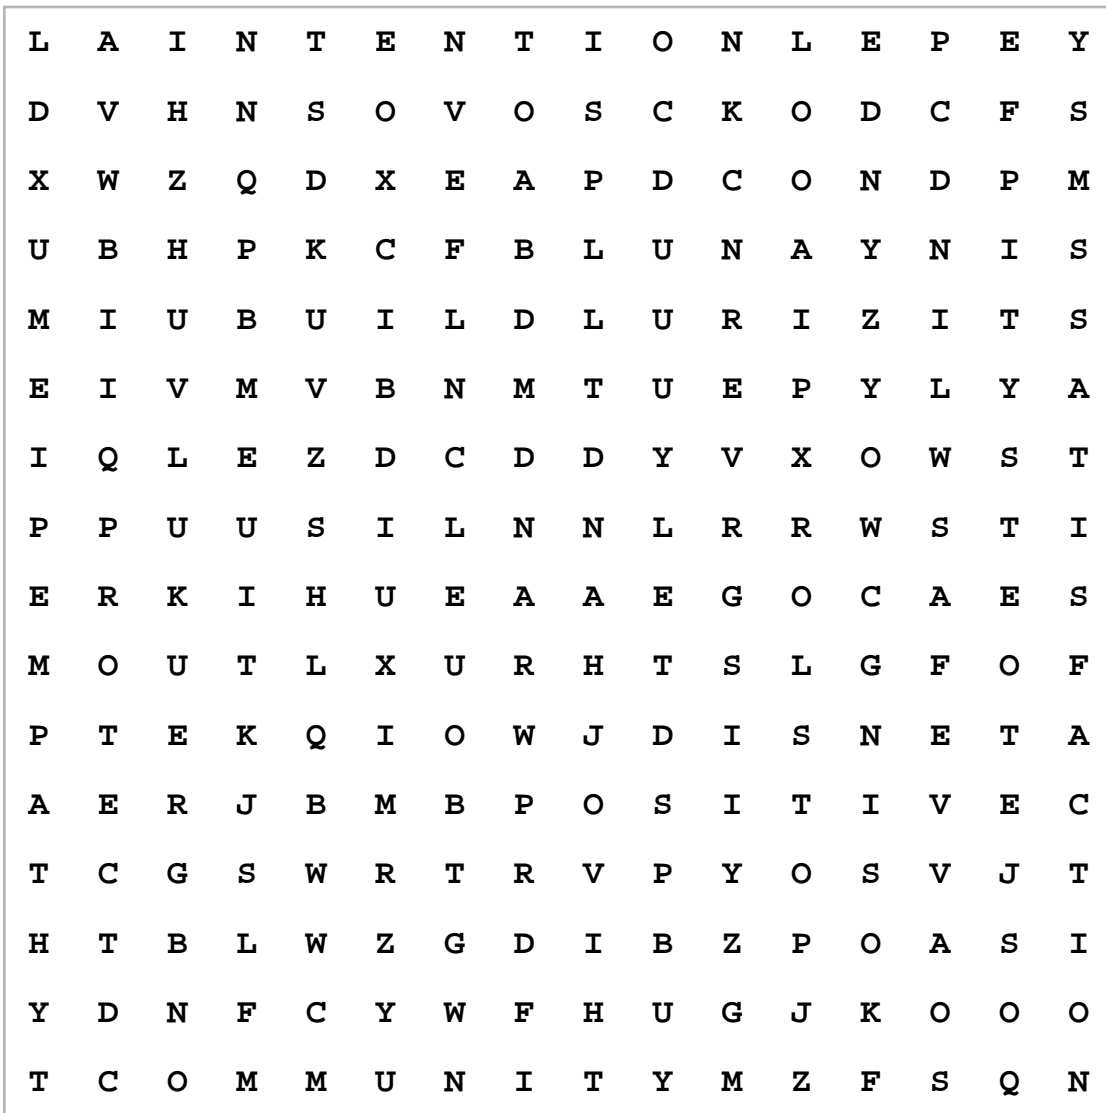 L A I N T E N T I O N L E P E Y
D V H N S O V O S C K O D C F S
X W Z Q D X E A P D C O N D P M
U B H P K C F B L U N A Y N I S
M I U B U I L D L U R I Z I T S
E I V M V B N M T U E P Y L Y A
I Q L E Z D C D D Y V X O W S T
P P U U S I L N N L R R W S T I
E R K I H U E A A E G O C A E S
M O U T L X U R H T S L G F O F
P T E K Q I O W J D I S N E T A
A E R J B M B P O S I T I V E C
T C G S W R T R V P Y O S V J T
H T B L W Z G D I B Z P O A S I
Y D N F C Y W F H U G J K O O O
T C O M M U N I T Y M Z F S Q N